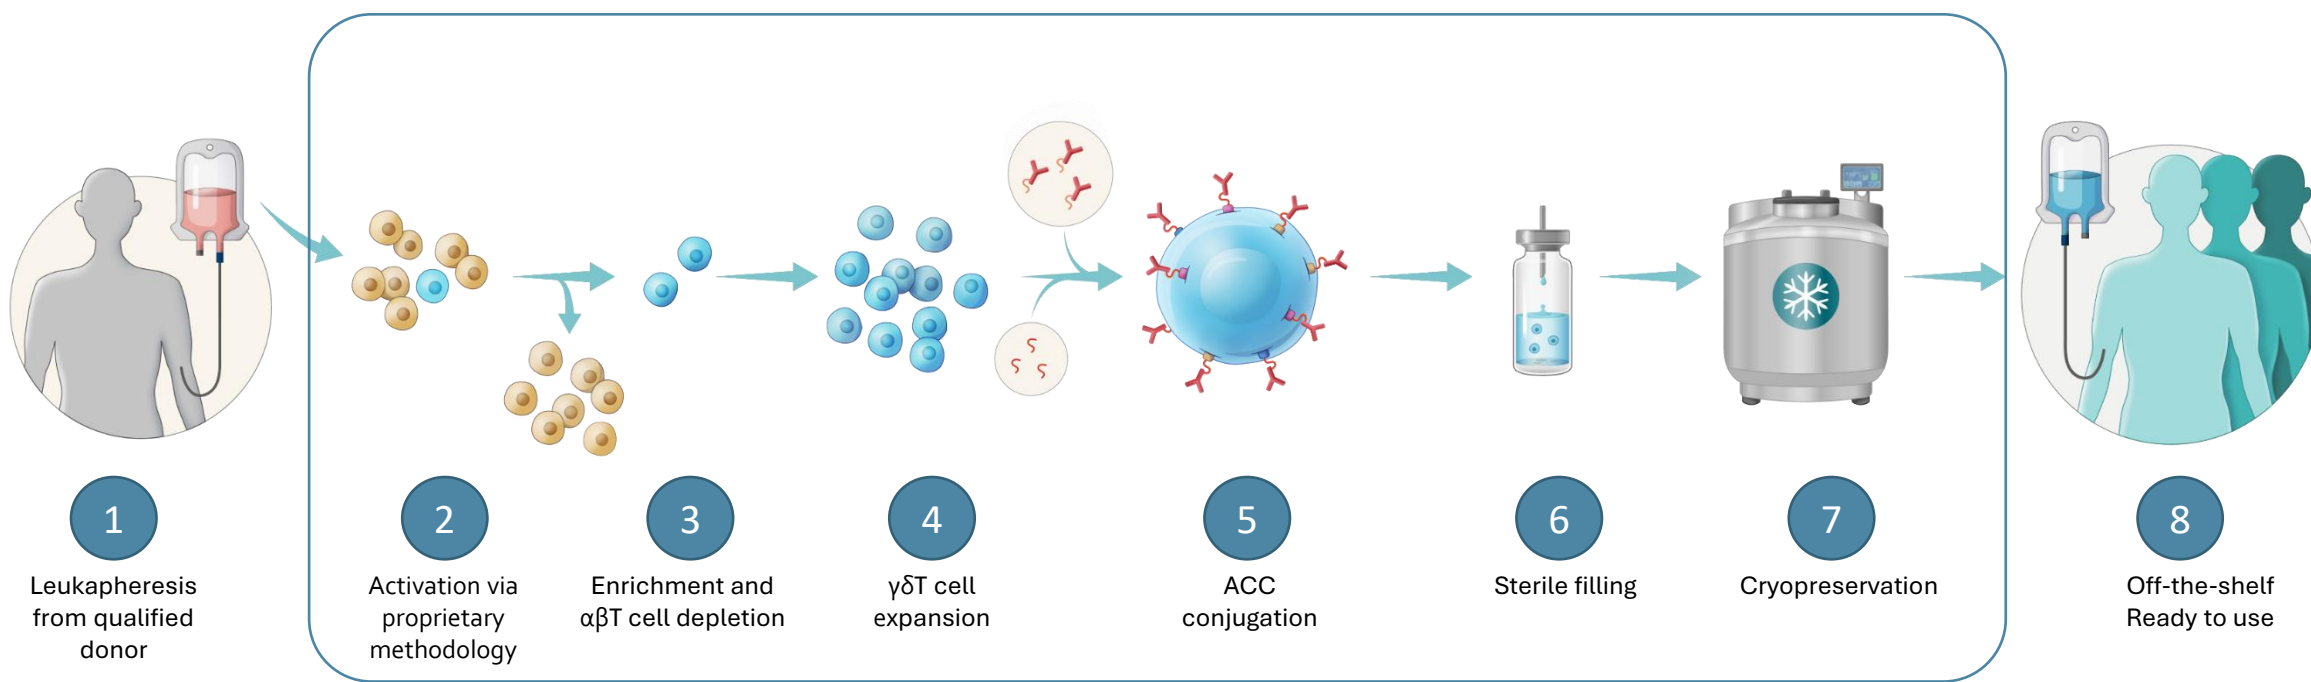 1
Leukapheresis
from qualified
donor
2
Activation via
proprietary
methodology
3
Enrichment and
αβT cell depletion
4
γδT cell
expansion
5
ACC
conjugation
6
Sterile filling
7
Cryopreservation
8
Off-the-shelf
Ready to use